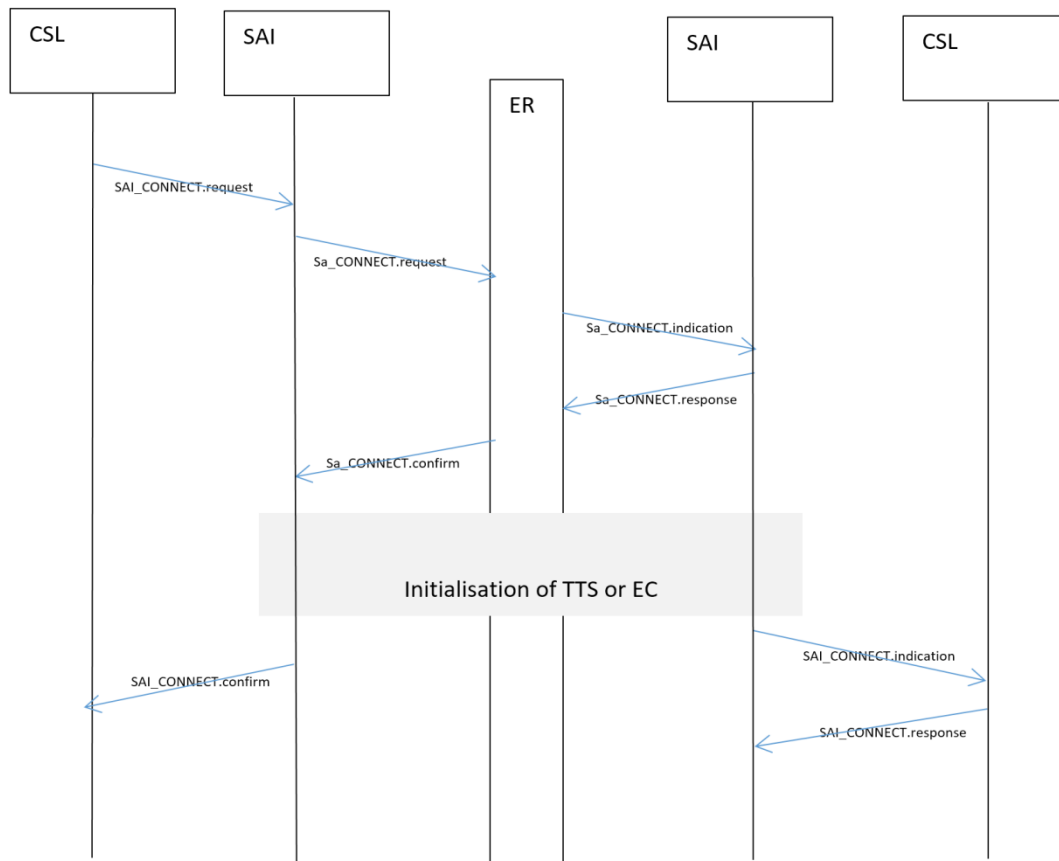 CSL
SAI
ER
SAI
CSL
SAI_CONNECT.request
Sa_CONNECT.request
Sa_CONNECT.indication
Sa_CONNECT.response
Sa_CONNECT.confirm
Initialisation of TTS or EC
SAI_CONNECT.indication
SAI_CONNECT.confirm
SAI_CONNECT.response